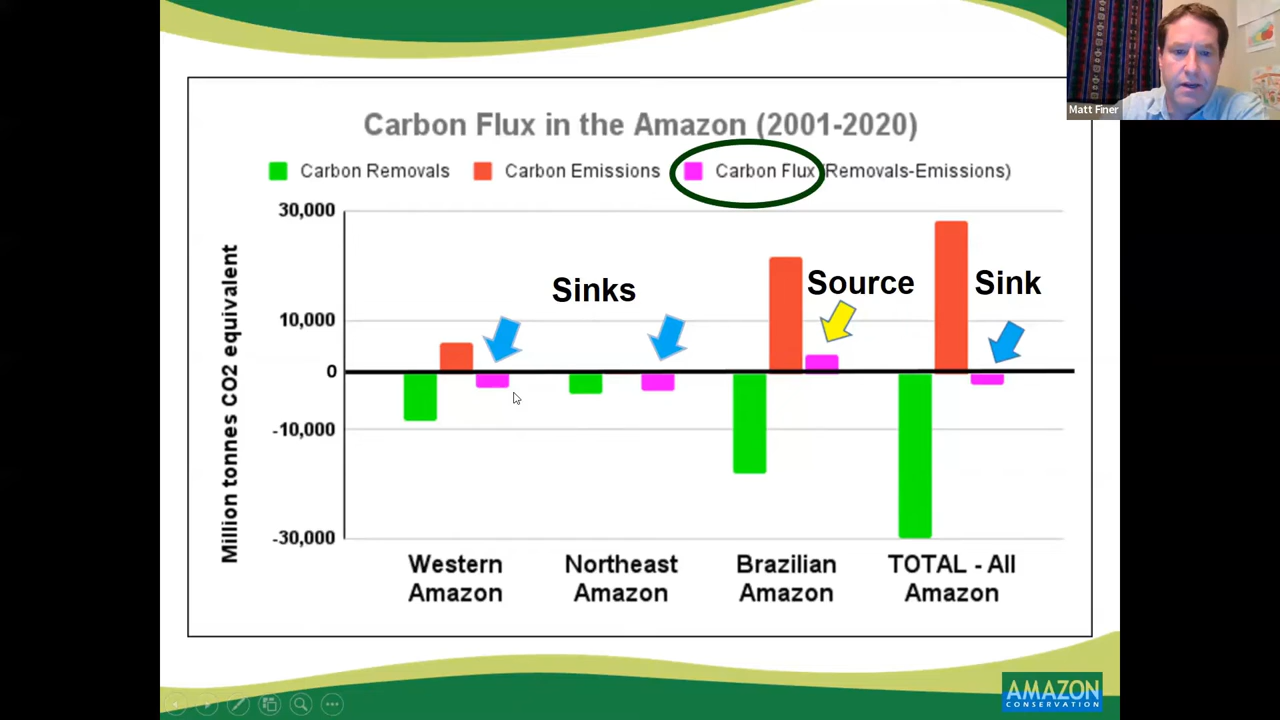 Matt Finer
Carbon Flux in the Amazon (2001-2020)
Carbon Removals Carbon Emissions Carbon Flux (Removals-Emissions)
Million tonnes CO2 equivalent
30,000
10,000
0
-10,000
-30,000
Sinks
Source
Sink
Western Amazon
Northeast Amazon
Brazilian Amazon
TOTAL - All Amazon
AMAZON
CONSERVATION